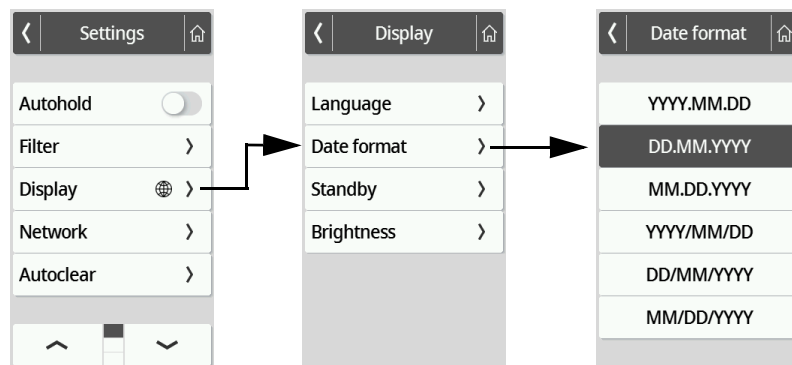 Settings
Autohold
Filter
Display
Network
Autoclear
Display
Language
Date format
Standby
Brightness
Date format
YYYY.MM.DD
DD.MM.YYYY
MM.DD.YYYY
YYYY/MM/DD
DD/MM/YYYY
MM/DD/YYYY